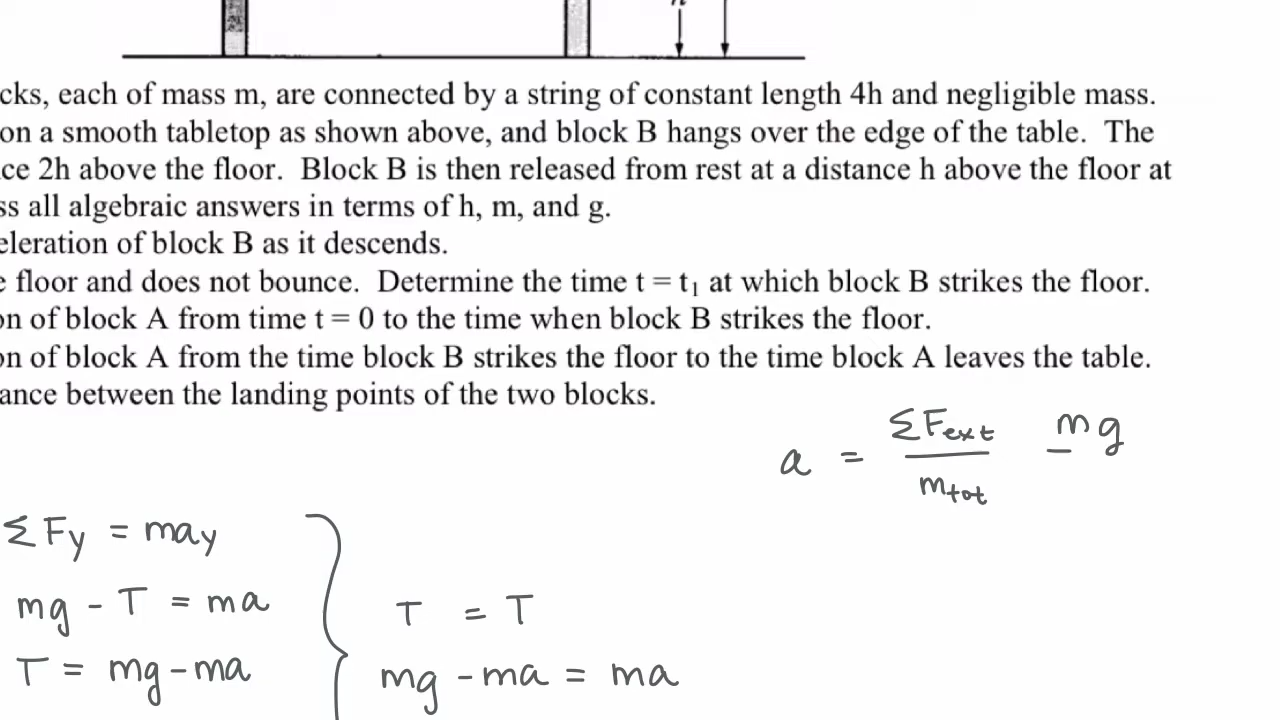 h
cks, each of mass m, are connected by a string of constant length 4h and negligible mass.
on a smooth tabletop as shown above, and block B hangs over the edge of the table. The
ce 2h above the floor. Block B is then released from rest at a distance h above the floor at
ss all algebraic answers in terms of h, m, and g.
eleration of block B as it descends.
e floor and does not bounce. Determine the time t = t₁ at which block B strikes the floor.
on of block A from time t = 0 to the time when block B strikes the floor.
on of block A from the time block B strikes the floor to the time block A leaves the table.
ance between the landing points of the two blocks.
a = ΣFext / mtot mg
ΣFy = may
mg - T = ma
T = mg - ma
T = T
mg - ma = ma